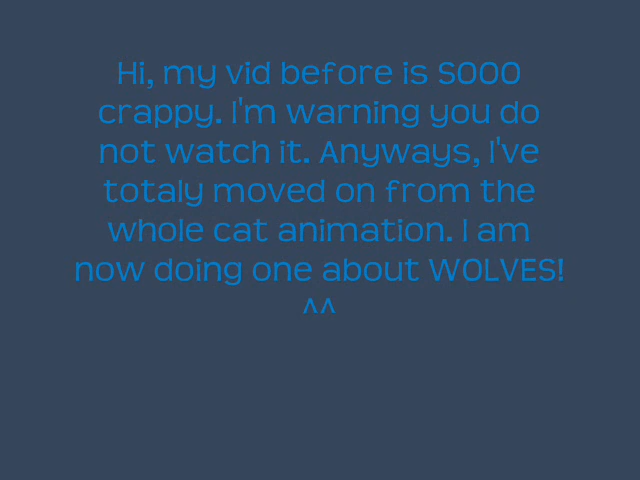 Hi, my vid before is SOOO
crappy. I'm warning you do
not watch it. Anyways, I've
totaly moved on from the
whole cat animation. I am
now doing one about WOLVES!
^^